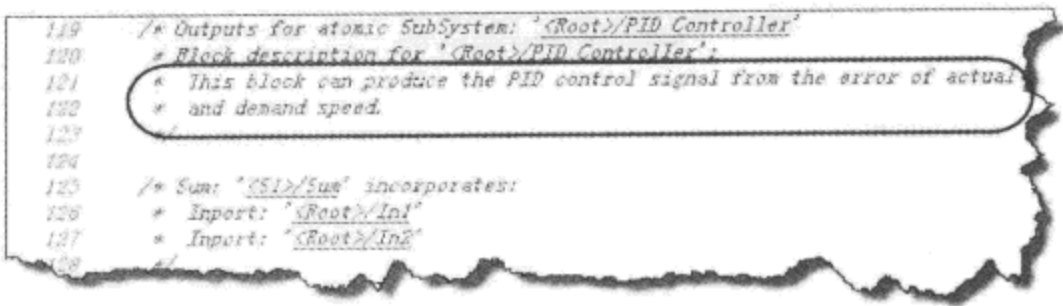 119 /* Outputs for atomic SubSystem: '<Root>/PID Controller'
120 * Block description for '<Root>/PID Controller':
121 * This block can produce the PID control signal from the error of actual
122 * and demand speed.
123 */
124
125 /* Sum: '<S1>/Sum' incorporates:
126 * Inport: '<Root>/In1'
127 * Inport: '<Root>/In2'
128 */